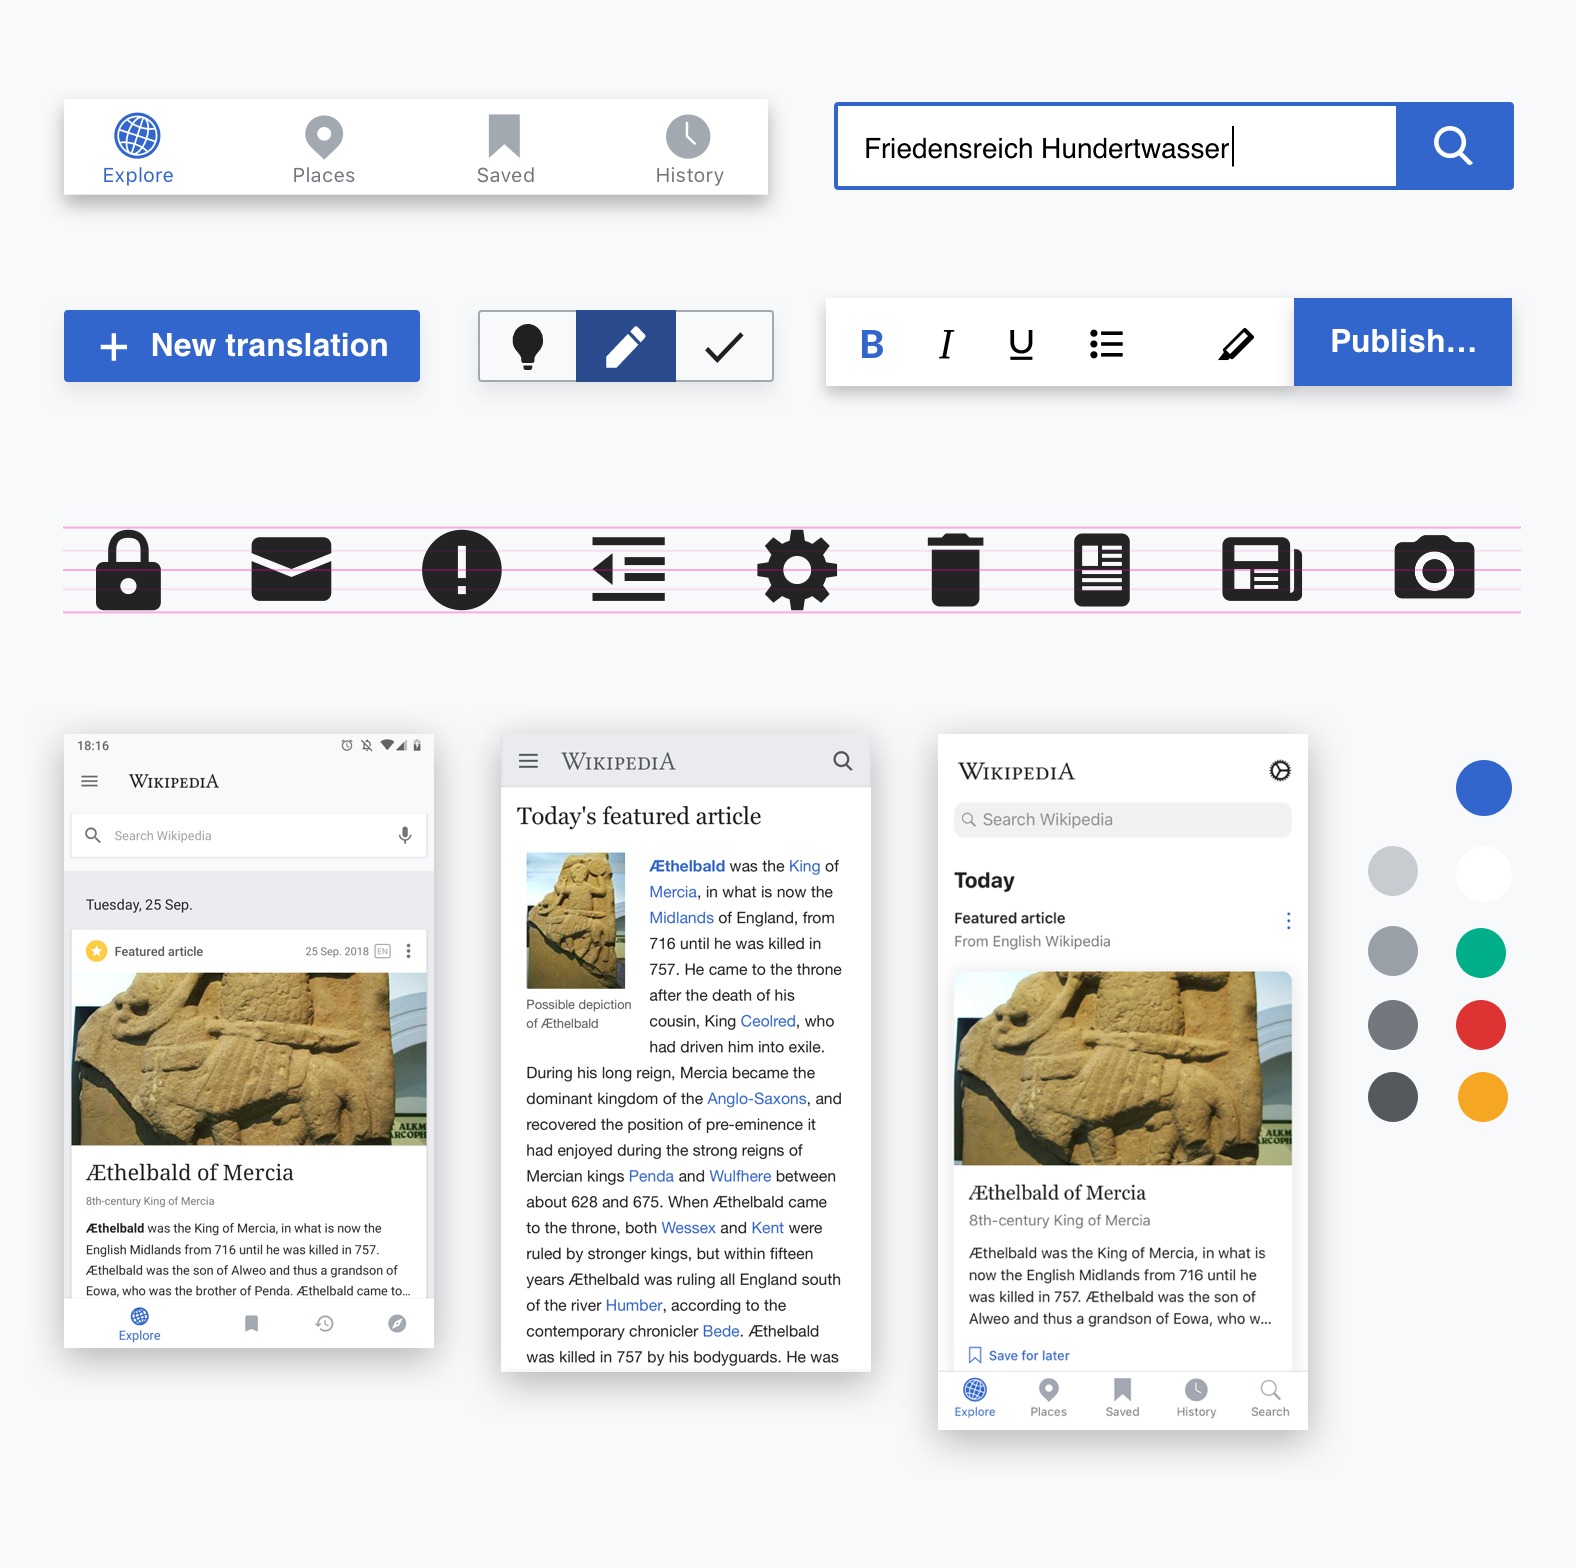 Explore Places Saved History
Friedensreich Hundertwasser
+ New translation
B I U
Publish...
18:16
WIKIPEDIA
Search Wikipedia
Tuesday, 25 Sep.
Featured article 25 Sep. 2018 EN
ALKM
ARCOPH
Æthelbald of Mercia
8th-century King of Mercia
Æthelbald was the King of Mercia, in what is now the
English Midlands from 716 until he was killed in 757.
Æthelbald was the son of Alweo and thus a grandson of
Eowa, who was the brother of Penda. Æthelbald came to...
Explore
WIKIPEDIA
Today's featured article
Possible depiction
of Æthelbald
Æthelbald was the King of
Mercia, in what is now the
Midlands of England, from
716 until he was killed in
757. He came to the throne
after the death of his
cousin, King Ceolred, who
had driven him into exile.
During his long reign, Mercia became the
dominant kingdom of the Anglo-Saxons, and
recovered the position of pre-eminence it
had enjoyed during the strong reigns of
Mercian kings Penda and Wulfhere between
about 628 and 675. When Æthelbald came
to the throne, both Wessex and Kent were
ruled by stronger kings, but within fifteen
years Æthelbald was ruling all England south
of the river Humber, according to the
contemporary chronicler Bede. Æthelbald
was killed in 757 by his bodyguards. He was
WIKIPEDIA
Search Wikipedia
Today
Featured article
From English Wikipedia
ALKM
ARCOPH
Æthelbald of Mercia
8th-century King of Mercia
Æthelbald was the King of Mercia, in what is
now the English Midlands from 716 until he
was killed in 757. Æthelbald was the son of
Alweo and thus a grandson of Eowa, who w...
Save for later
Explore Places Saved History Search